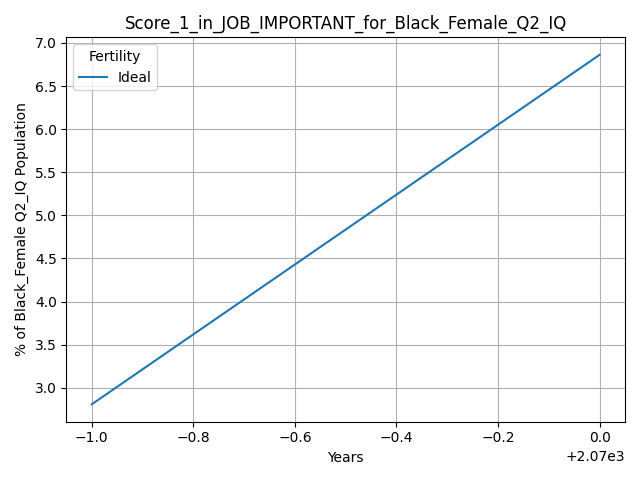 Score_1_in_JOB_IMPORTANT_for_Black_Female_Q2_IQ
% of Black_Female Q2_IQ Population
7.0
6.5
6.0
5.5
5.0
4.5
4.0
3.5
3.0
Fertility
Ideal
−1.0 −0.8 −0.6 −0.4 −0.2 0.0
Years
+2.07e3